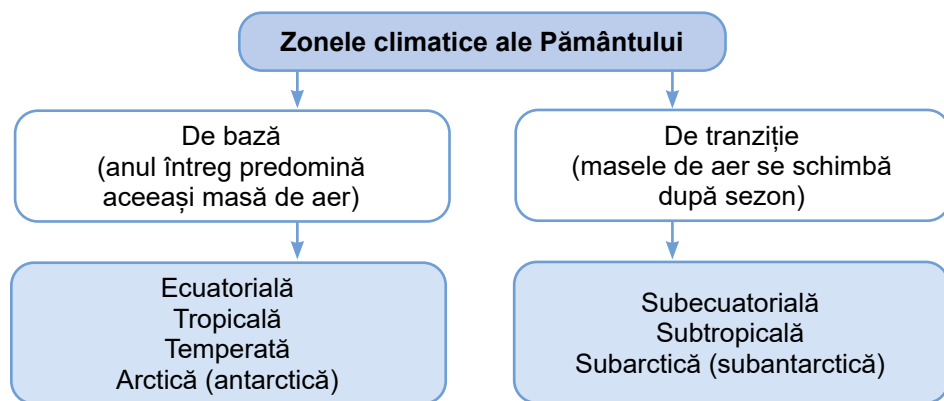 Zonele climatice ale Pământului
De bază
(anul întreg predomină
aceeași masă de aer)
De tranziție
(masele de aer se schimbă
după sezon)
Ecuatorială
Tropicală
Temperată
Arctică (antarctică)
Subecuatorială
Subtropicală
Subarctică (subantarctică)